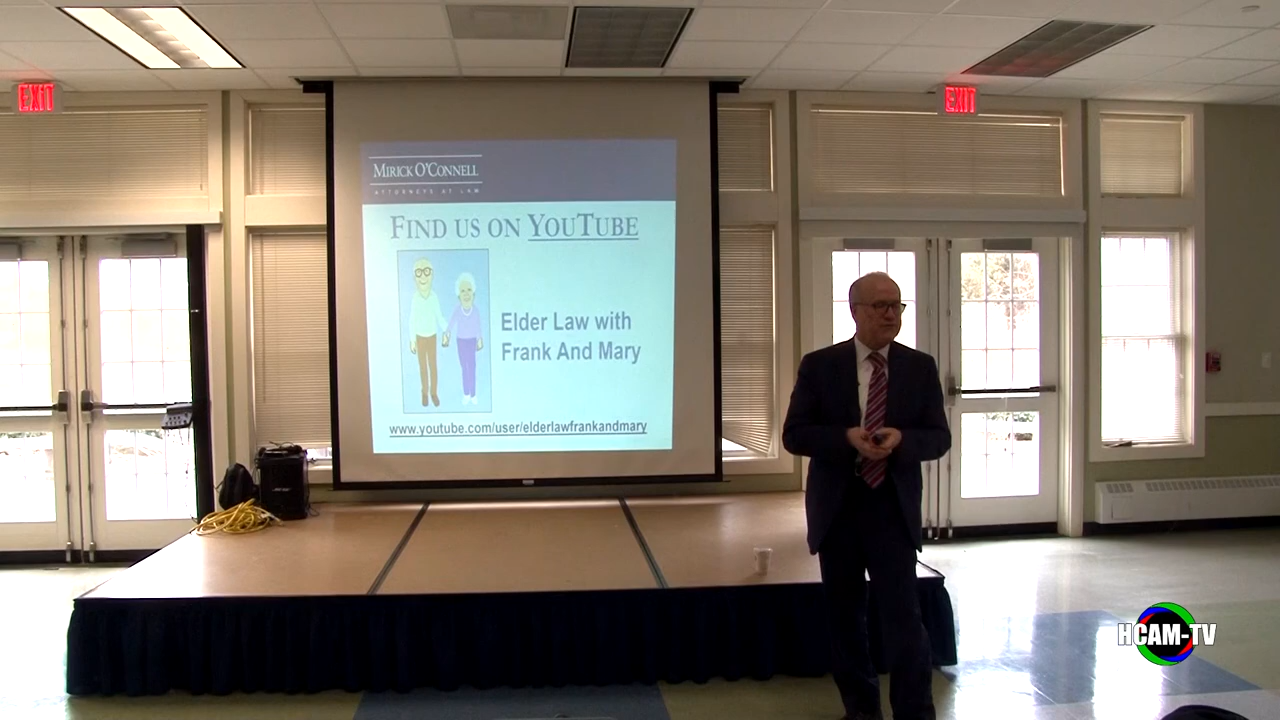 EXIT
EXIT
MIRICK O'CONNELL
ATTORNEYS AT LAW
FIND US ON YOUTUBE
Elder Law with
Frank And Mary
www.youtube.com/user/elderlawfrankandmary
HCAM-TV